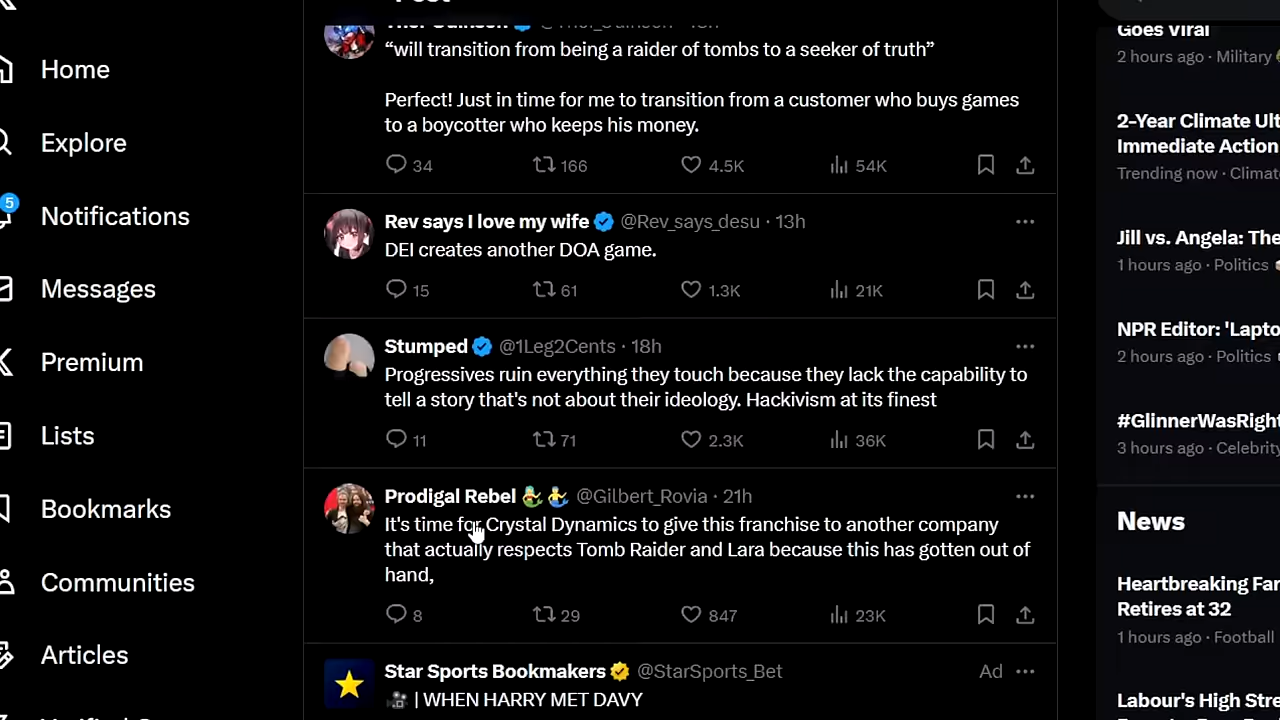 Home
Explore
5
Notifications
Messages
Premium
Lists
Bookmarks
Communities
Articles
“will transition from being a raider of tombs to a seeker of truth”
Perfect! Just in time for me to transition from a customer who buys games
to a boycotter who keeps his money.
34 166 4.5K 54K
Rev says I love my wife @Rev_says_desu · 13h
DEI creates another DOA game.
15 61 1.3K 21K
Stumped @1Leg2Cents · 18h
Progressives ruin everything they touch because they lack the capability to
tell a story that's not about their ideology. Hackivism at its finest
11 71 2.3K 36K
Prodigal Rebel @Gilbert_Rovia · 21h
It's time for Crystal Dynamics to give this franchise to another company
that actually respects Tomb Raider and Lara because this has gotten out of
hand,
8 29 847 23K
Star Sports Bookmakers @StarSports_Bet Ad
| WHEN HARRY MET DAVY
Goes Viral
2 hours ago · Military
2-Year Climate Ult
Immediate Action
Trending now · Climat
Jill vs. Angela: The
1 hours ago · Politics
NPR Editor: 'Lapto
2 hours ago · Politics
#GlinnerWasRight
3 hours ago · Celebrity
News
Heartbreaking Fan
Retires at 32
1 hours ago · Football
Labour's High Stre